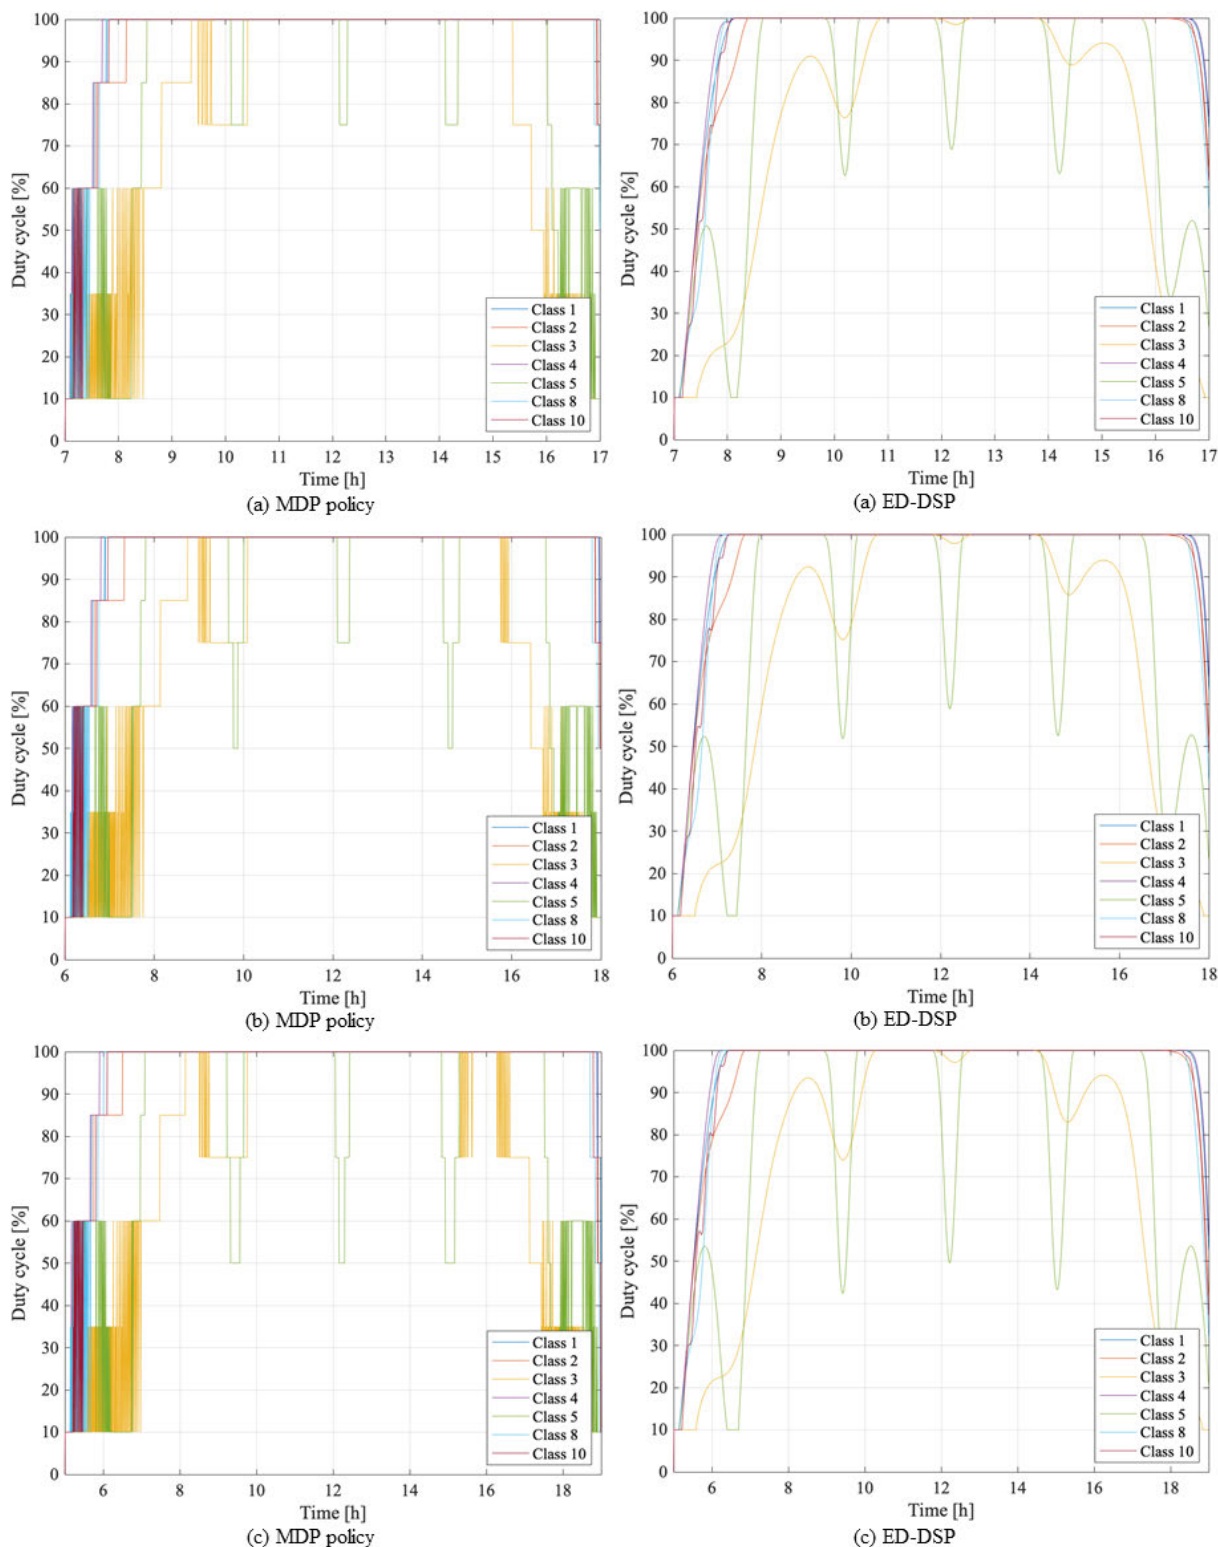 100
90
80
70
60
50
40
30
20
10
0
Duty cycle [%]
Class 1
Class 2
Class 3
Class 4
Class 5
Class 8
Class 10
7 8 9 10 11 12 13 14 15 16 17
Time [h]
(a) MDP policy
100
90
80
70
60
50
40
30
20
10
0
Duty cycle [%]
Class 1
Class 2
Class 3
Class 4
Class 5
Class 8
Class 10
7 8 9 10 11 12 13 14 15 16 17
Time [h]
(a) ED-DSP
100
90
80
70
60
50
40
30
20
10
0
Duty cycle [%]
Class 1
Class 2
Class 3
Class 4
Class 5
Class 8
Class 10
6 8 10 12 14 16 18
Time [h]
(b) MDP policy
100
90
80
70
60
50
40
30
20
10
0
Duty cycle [%]
Class 1
Class 2
Class 3
Class 4
Class 5
Class 8
Class 10
6 8 10 12 14 16 18
Time [h]
(b) ED-DSP
100
90
80
70
60
50
40
30
20
10
0
Duty cycle [%]
Class 1
Class 2
Class 3
Class 4
Class 5
Class 8
Class 10
6 8 10 12 14 16 18
Time [h]
(c) MDP policy
100
90
80
70
60
50
40
30
20
10
0
Duty cycle [%]
Class 1
Class 2
Class 3
Class 4
Class 5
Class 8
Class 10
6 8 10 12 14 16 18
Time [h]
(c) ED-DSP